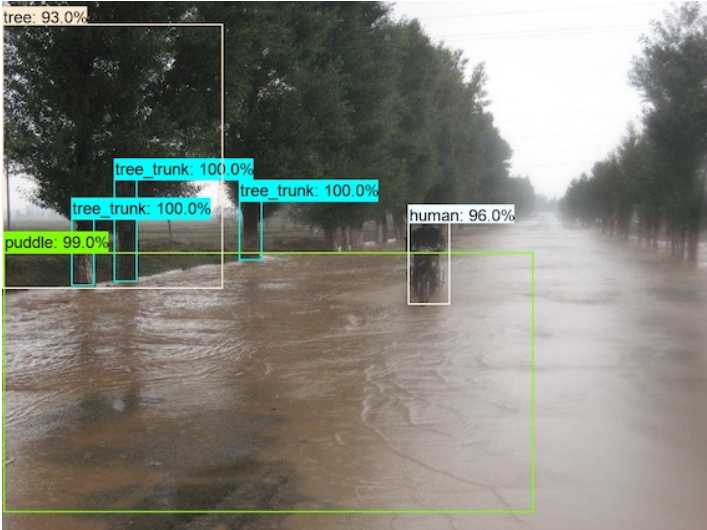 tree: 93.0%
tree_trunk: 100.0%
tree_trunk: 100.0%
tree_trunk: 100.0%
human: 96.0%
puddle: 99.0%